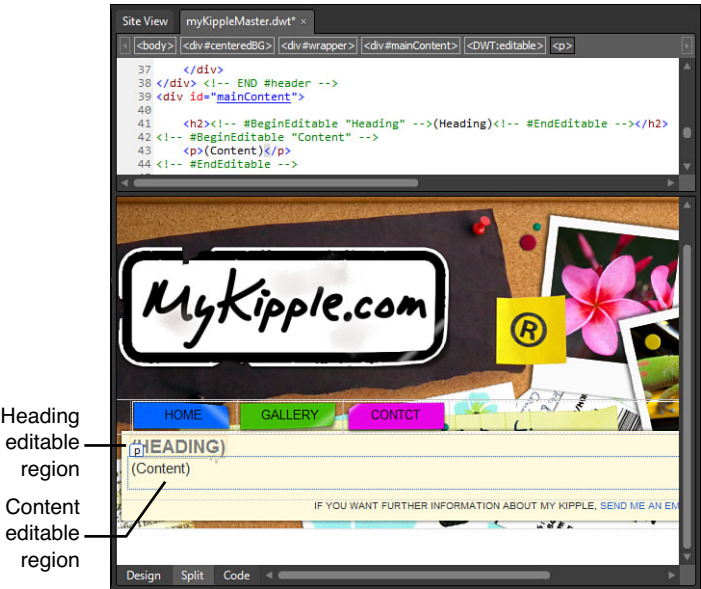 Site View
myKippleMaster.dwt* ×
<body> <div#centeredBG> <div#wrapper> <div#mainContent> <DWT:editable> <p>
37 </div>
38 </div> <!-- END #header -->
39 <div id="mainContent">
40
41 <h2><!-- #BeginEditable "Heading" -->(Heading)<!-- #EndEditable --></h2>
42 <!-- #BeginEditable "Content" -->
43 <p>(Content)</p>
44 <!-- #EndEditable -->
MyKipple.com
®
HOME GALLERY CONTCT
Heading
editable
region
p
(HEADING)
(Content)
Content
editable
region
IF YOU WANT FURTHER INFORMATION ABOUT MY KIPPLE, SEND ME AN EM
Design Split Code